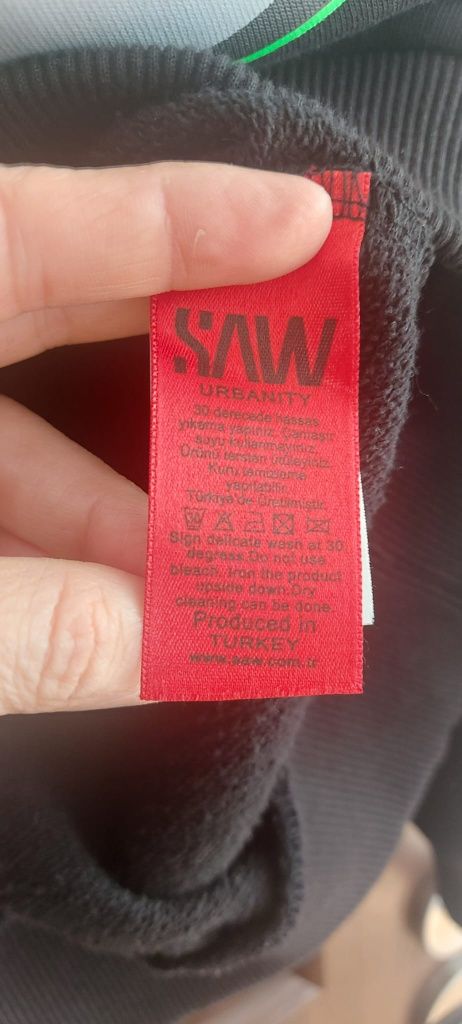 SAW
URBANITY
30 derecede hassas
yıkama yapınız. Çamaşır
suyu kullanmayınız.
Ürünü tersten ütüleyiniz.
Kuru temizleme
yapılabilir.
Türkiye'de Üretilmiştir.
Sign delicate wash at 30
degress.Do not use
bleach. Iron the product
upside down.Dry
cleaning can be done.
Produced in
TURKEY
www.saw.com.tr